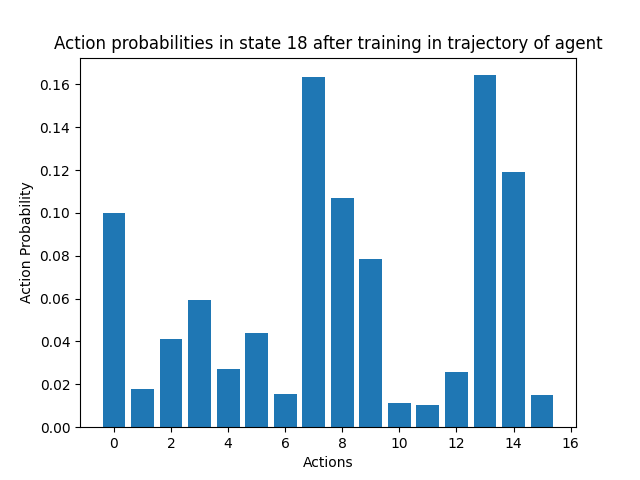 Action probabilities in state 18 after training in trajectory of agent
0.16
0.14
0.12
0.10
0.08
0.06
0.04
0.02
0.00
Action Probability
0 2 4 6 8 10 12 14 16
Actions